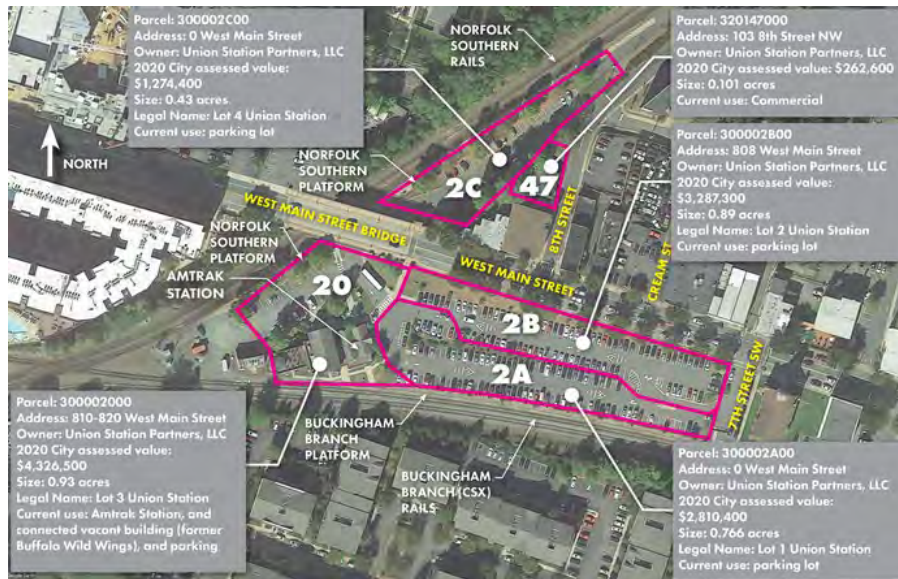 Parcel: 300002C00
Address: 0 West Main Street
Owner: Union Station Partners, LLC
2020 City assessed value:
$1,274,400
Size: 0.43 acres
Legal Name: Lot 4 Union Station
Current use: parking lot
NORFOLK
SOUTHERN
RAILS
Parcel: 320147000
Address: 103 8th Street NW
Owner: Union Station Partners, LLC
2020 City assessed value: $262,600
Size: 0.101 acres
Current use: Commercial
Parcel: 300002B00
Address: 808 West Main Street
Owner: Union Station Partners, LLC
2020 City assessed value:
$3,287,300
Size: 0.89 acres
Legal Name: Lot 2 Union Station
Current use: parking lot
NORTH
NORFOLK
SOUTHERN
PLATFORM
2C
47
8TH STREET
WEST MAIN STREET BRIDGE
NORFOLK
SOUTHERN
PLATFORM
AMTRAK
STATION
WEST MAIN STREET
CREAM ST
20
2B
2A
7TH STREET SW
Parcel: 300002000
Address: 810-820 West Main Street
Owner: Union Station Partners, LLC
2020 City assessed value:
$4,326,500
Size: 0.93 acres
Legal Name: Lot 3 Union Station
Current use: Amtrak Station, and
connected vacant building (former
Buffalo Wild Wings), and parking
BUCKINGHAM
BRANCH
PLATFORM
BUCKINGHAM
BRANCH (CSX)
RAILS
Parcel: 300002A00
Address: 0 West Main Street
Owner: Union Station Partners, LLC
2020 City assessed value:
$2,810,400
Size: 0.766 acres
Legal Name: Lot 1 Union Station
Current use: parking lot